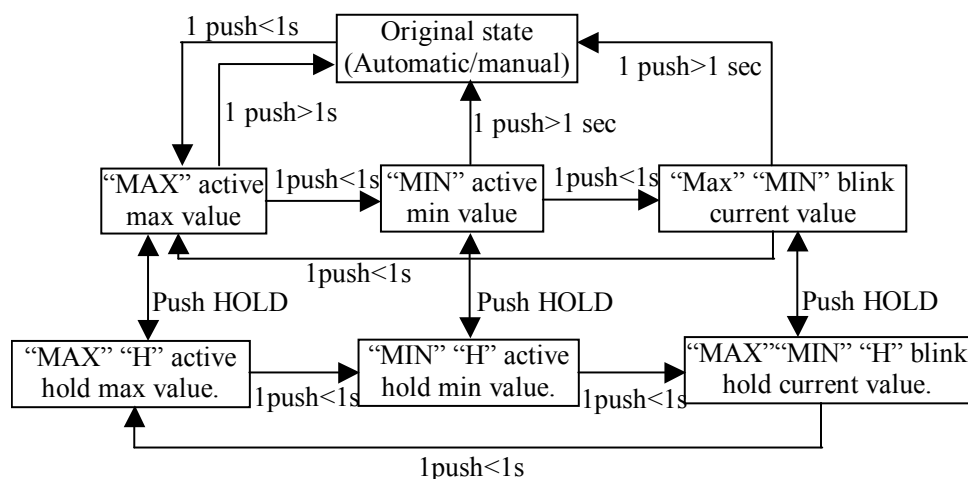 1 push<1s
Original state
(Automatic/manual)
1 push>1 sec
1 push>1s
1 push>1 sec
“MAX” active
max value
1push<1s
“MIN” active
min value
1push<1s
“Max” “MIN” blink
current value
1push<1s
Push HOLD
Push HOLD
Push HOLD
“MAX” “H” active
hold max value.
1push<1s
“MIN” “H” active
hold min value.
1push<1s
“MAX”“MIN” “H” blink
hold current value.
1push<1s